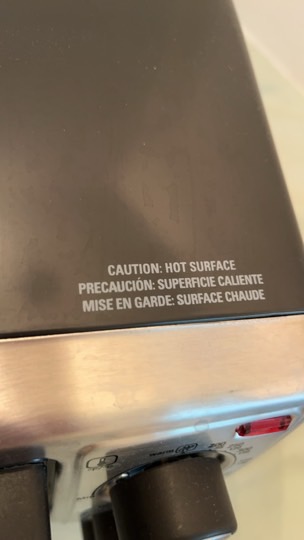 CAUTION: HOT SURFACE
PRECAUCIÓN: SUPERFICIE CALIENTE
MISE EN GARDE: SURFACE CHAUDE